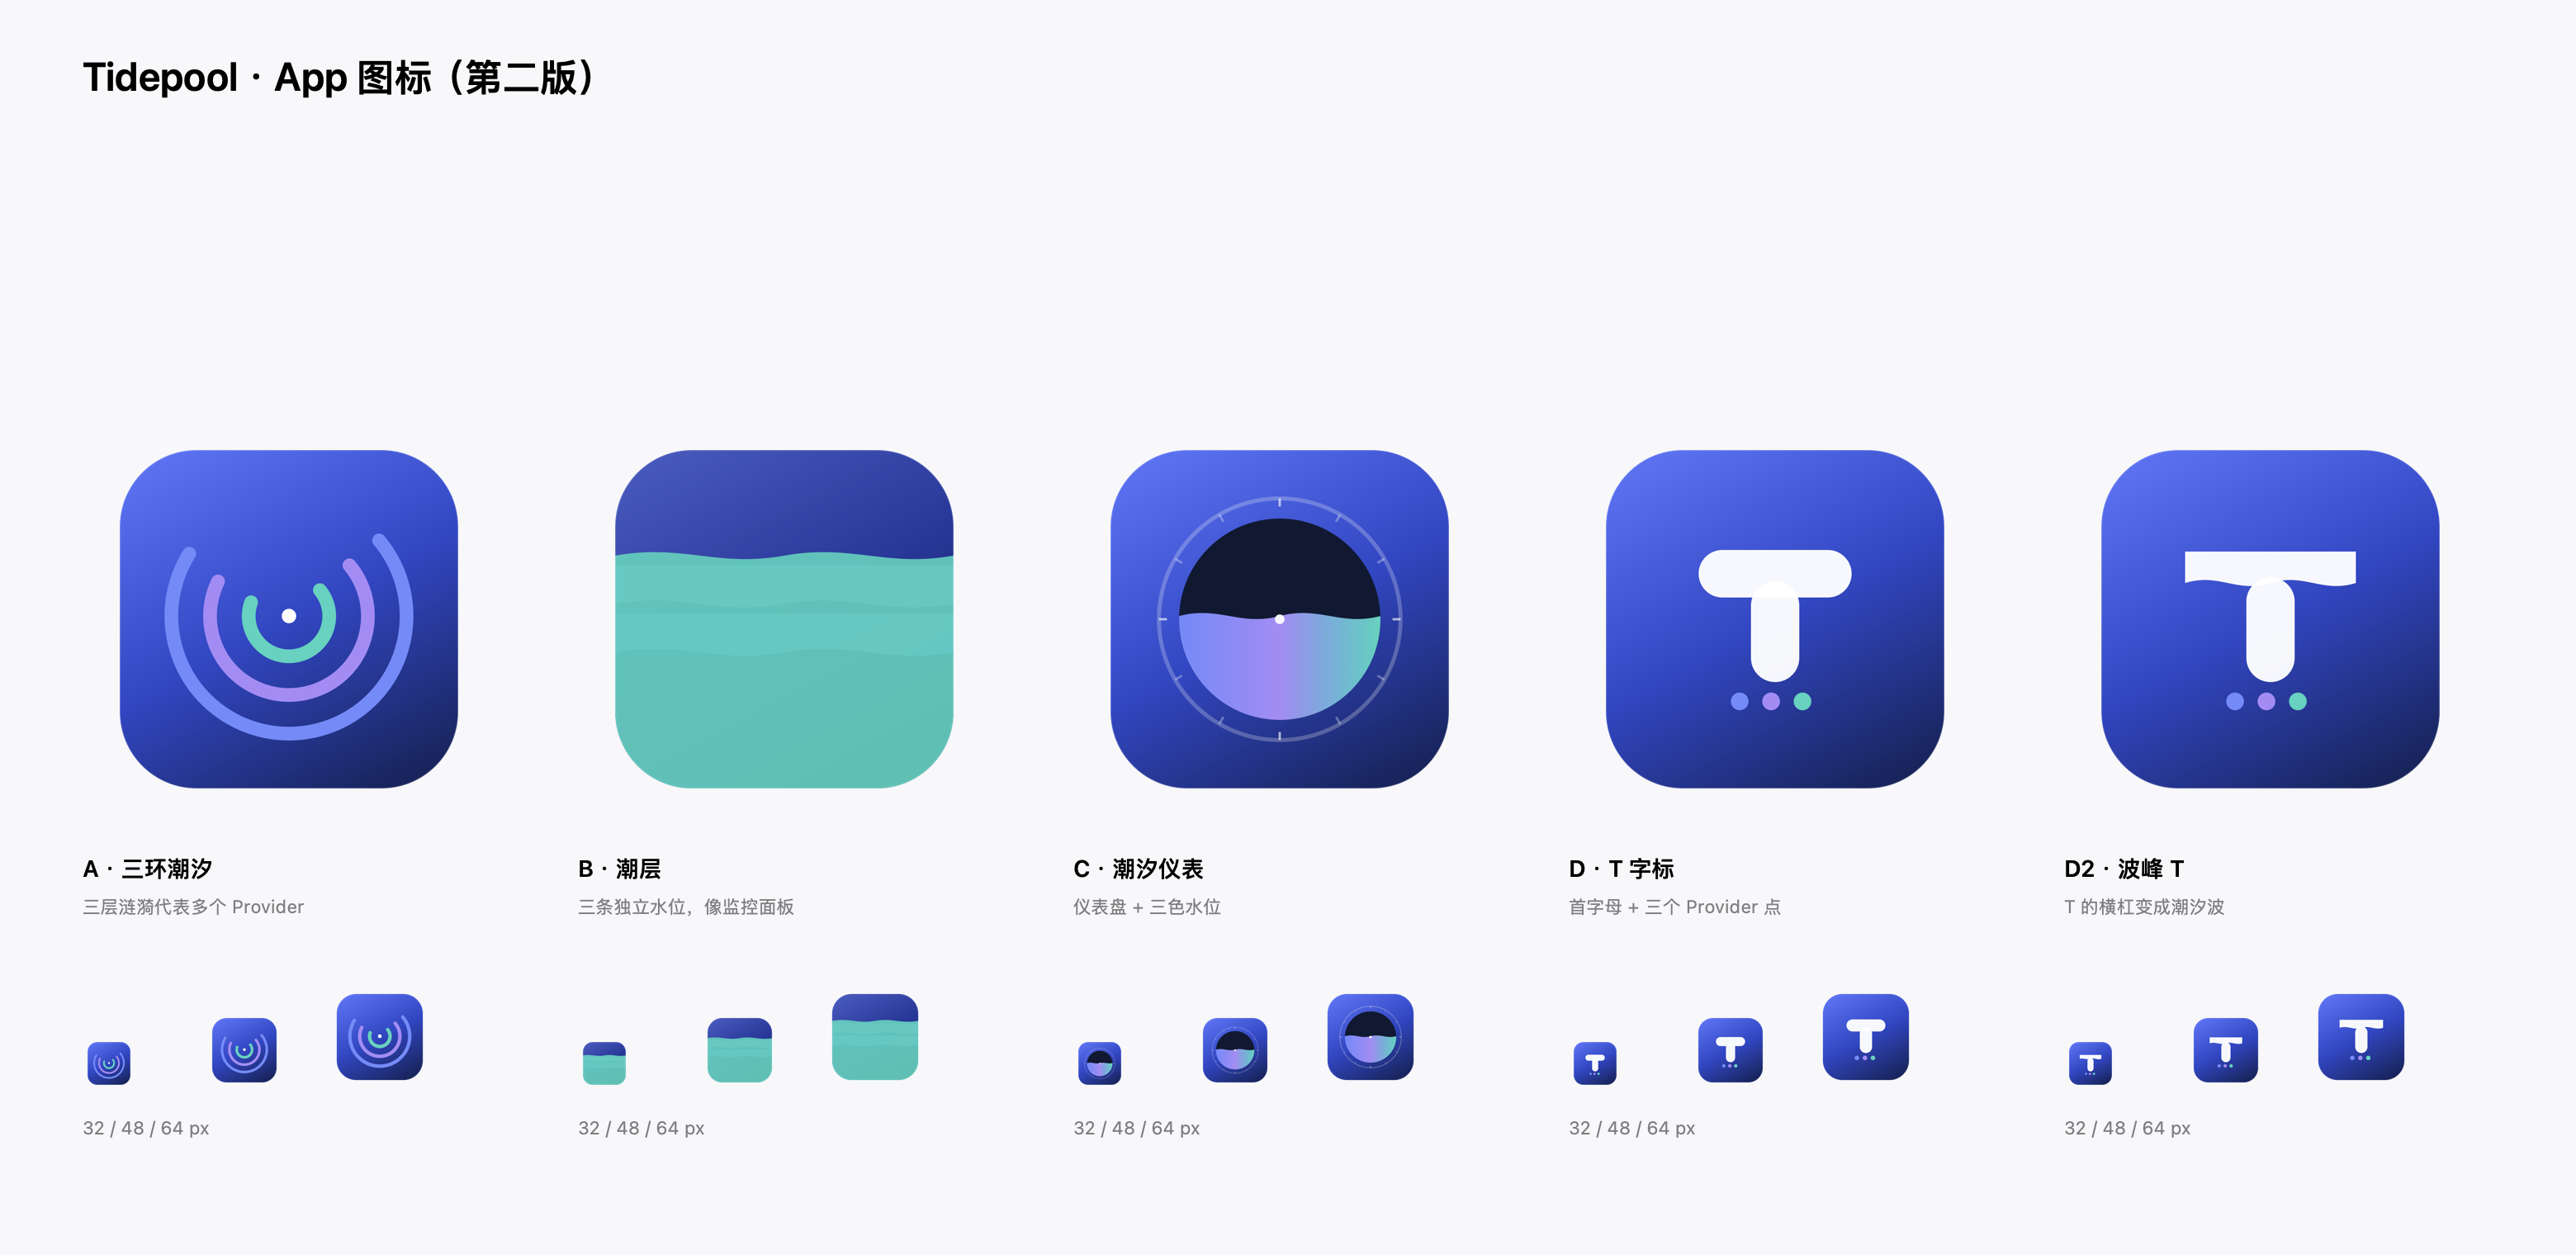 Tidepool · App 图标（第二版）
A · 三环潮汐
三层涟漪代表多个 Provider
32 / 48 / 64 px
B · 潮层
三条独立水位，像监控面板
32 / 48 / 64 px
C · 潮汐仪表
仪表盘 + 三色水位
32 / 48 / 64 px
D · T 字标
首字母 + 三个 Provider 点
32 / 48 / 64 px
D2 · 波峰 T
T 的横杠变成潮汐波
32 / 48 / 64 px